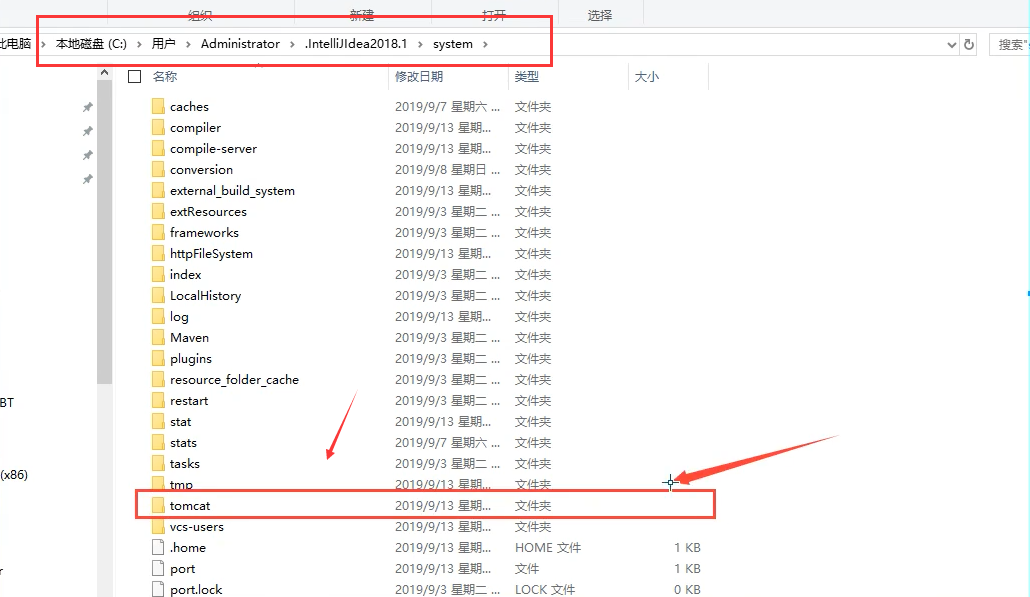 组织 新建 打开 选择
此电脑 › 本地磁盘 (C:) › 用户 › Administrator › .IntelliJIdea2018.1 › system › 搜索"s
名称 修改日期 类型 大小
caches 2019/9/7 星期六 ... 文件夹
compiler 2019/9/13 星期... 文件夹
compile-server 2019/9/13 星期... 文件夹
conversion 2019/9/8 星期日 ... 文件夹
external_build_system 2019/9/13 星期... 文件夹
extResources 2019/9/3 星期二 ... 文件夹
frameworks 2019/9/3 星期二 ... 文件夹
httpFileSystem 2019/9/13 星期... 文件夹
index 2019/9/3 星期二 ... 文件夹
LocalHistory 2019/9/3 星期二 ... 文件夹
log 2019/9/13 星期... 文件夹
Maven 2019/9/3 星期二 ... 文件夹
plugins 2019/9/3 星期二 ... 文件夹
resource_folder_cache 2019/9/3 星期二 ... 文件夹
restart 2019/9/3 星期二 ... 文件夹
BT
stat 2019/9/13 星期... 文件夹
stats 2019/9/7 星期六 ... 文件夹
tasks 2019/9/3 星期二 ... 文件夹
(x86)
tmp 2019/9/13 星期... 文件夹
tomcat 2019/9/13 星期... 文件夹
vcs-users 2019/9/13 星期... 文件夹
.home 2019/9/13 星期... HOME 文件 1 KB
port 2019/9/13 星期... 文件 1 KB
port.lock 2019/9/3 星期二 ... LOCK 文件 0 KB